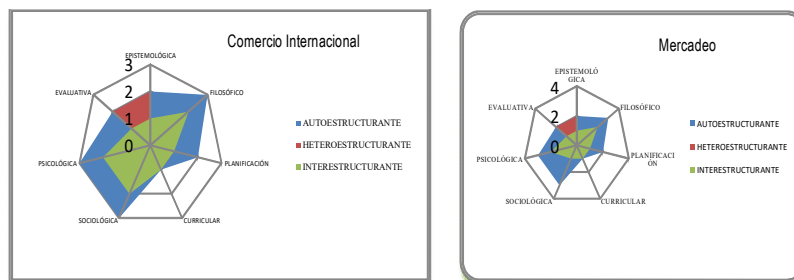 Comercio Internacional
EPISTEMOLÓGICA
3
2
1
0
FILOSÓFICO
PLANIFICACIÓN
CURRICULAR
SOCIOLÓGICA
PSICOLÓGICA
EVALUATIVA
AUTOESTRUCTURANTE
HETEROESTRUCTURANTE
INTERESTRUCTURANTE
Mercadeo
EPISTEMOLÓ
GICA
4
2
0
FILOSÓFICO
PLANIFICACI
ÓN
CURRICULAR
SOCIOLÓGICA
PSICOLÓGICA
EVALUATIVA
AUTOESTRUCTURANTE
HETEROESTRUCTURANTE
INTERESTRUCTURANTE